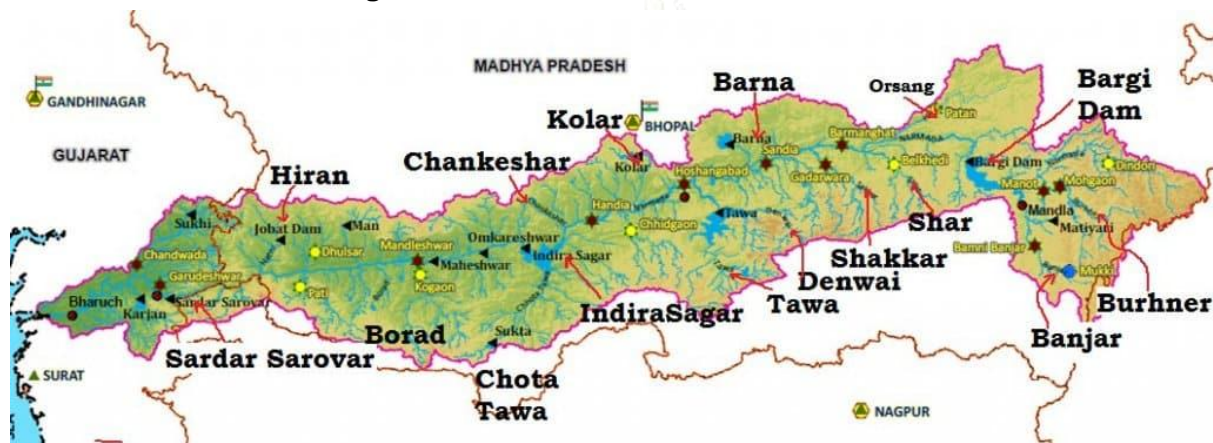 MADHYA PRADESH
GANDHINAGAR
GUJARAT
BHOPAL
Kolar
Barna
Orsang
Bargi
Dam
Patan
NARMADA
Chankeshar
Hiran
Kolar
Barna
Sandia
Barmanghat
Gadarwara
Belkhedi
Bargi Dam
Dindori
Hoshangabad
Manot
Mohgaon
Mandla
Matiyari
Sukhi
Jobat Dam
Man
Handia
Tawa
Chhidgaon
Shar
Shakkar
Denwai
Tawa
Chandwada
Dhulsar
Mandleshwar
Omkareshwar
Indira Sagar
Maheshwar
Bamni Banjar
Mukki
Garudeshwar
Pati
Kogaon
Bharuch
Karjan
Sardar Sarovar
IndiraSagar
Burhner
Banjar
Sardar Sarovar
Borad
Sukta
Chota
Tawa
SURAT
NAGPUR